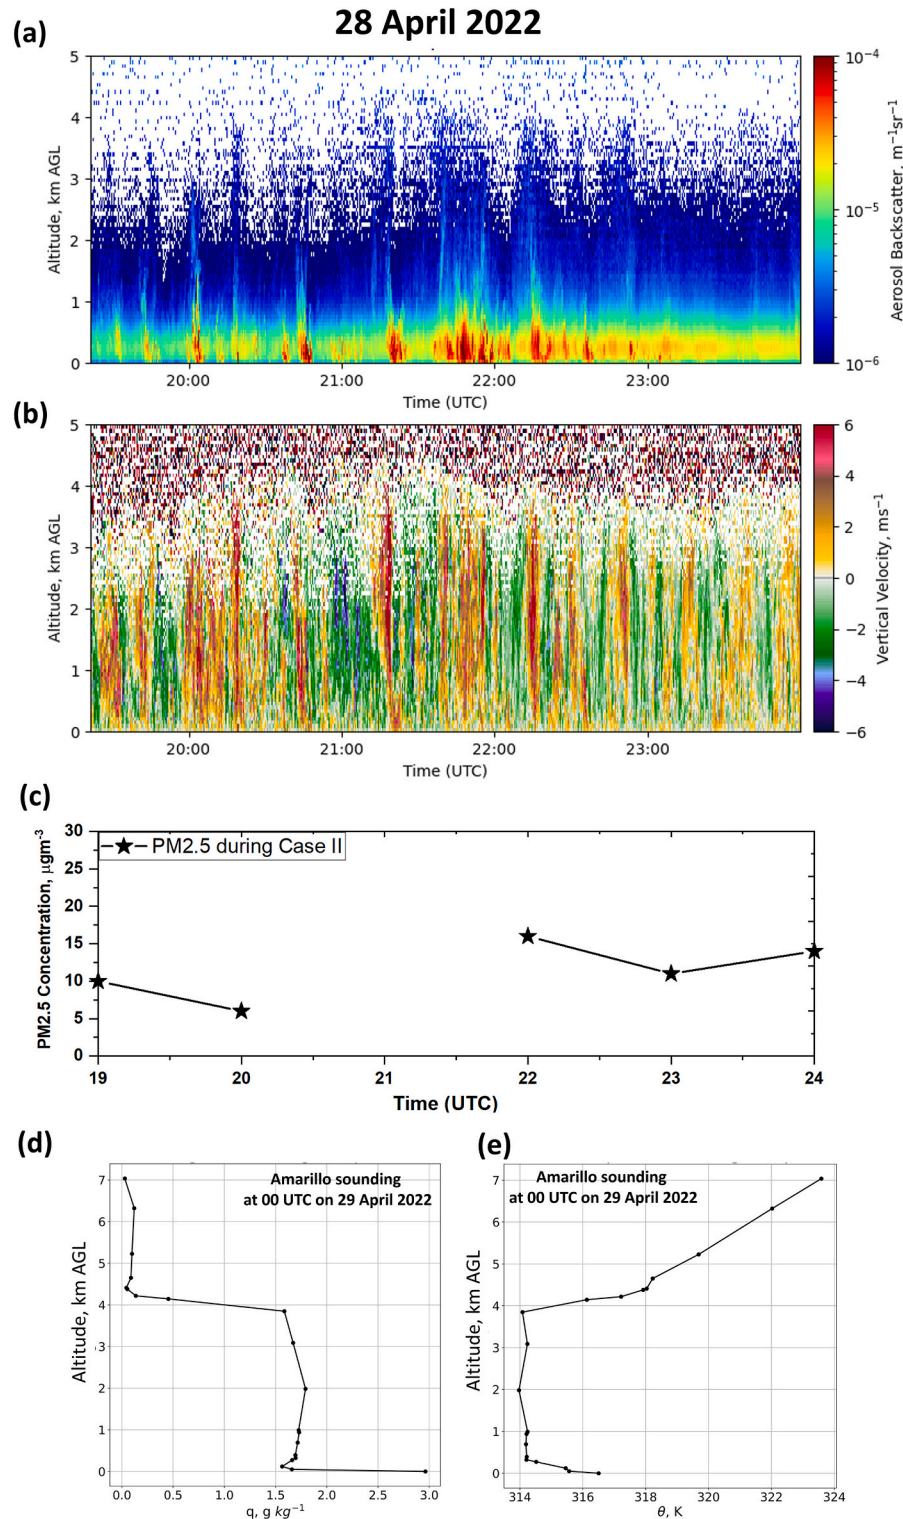 28 April 2022
(a)
5
4
3
2
1
0
Altitude, km AGL
20:00 21:00 22:00 23:00
Time (UTC)
10⁻⁴
10⁻⁵
10⁻⁶
Aerosol Backscatter, m⁻¹sr⁻¹
(b)
5
4
3
2
1
0
Altitude, km AGL
20:00 21:00 22:00 23:00
Time (UTC)
6
4
2
0
−2
−4
−6
Vertical Velocity, ms⁻¹
(c)
PM2.5 during Case II
30
25
20
15
10
5
0
PM2.5 Concentration, μgm⁻³
19 20 21 22 23 24
Time (UTC)
(d)
Amarillo sounding
at 00 UTC on 29 April 2022
7
6
5
4
3
2
1
0
Altitude, km AGL
0.0 0.5 1.0 1.5 2.0 2.5 3.0
q, g kg⁻¹
(e)
Amarillo sounding
at 00 UTC on 29 April 2022
7
6
5
4
3
2
1
0
Altitude, km AGL
314 316 318 320 322 324
θ, K